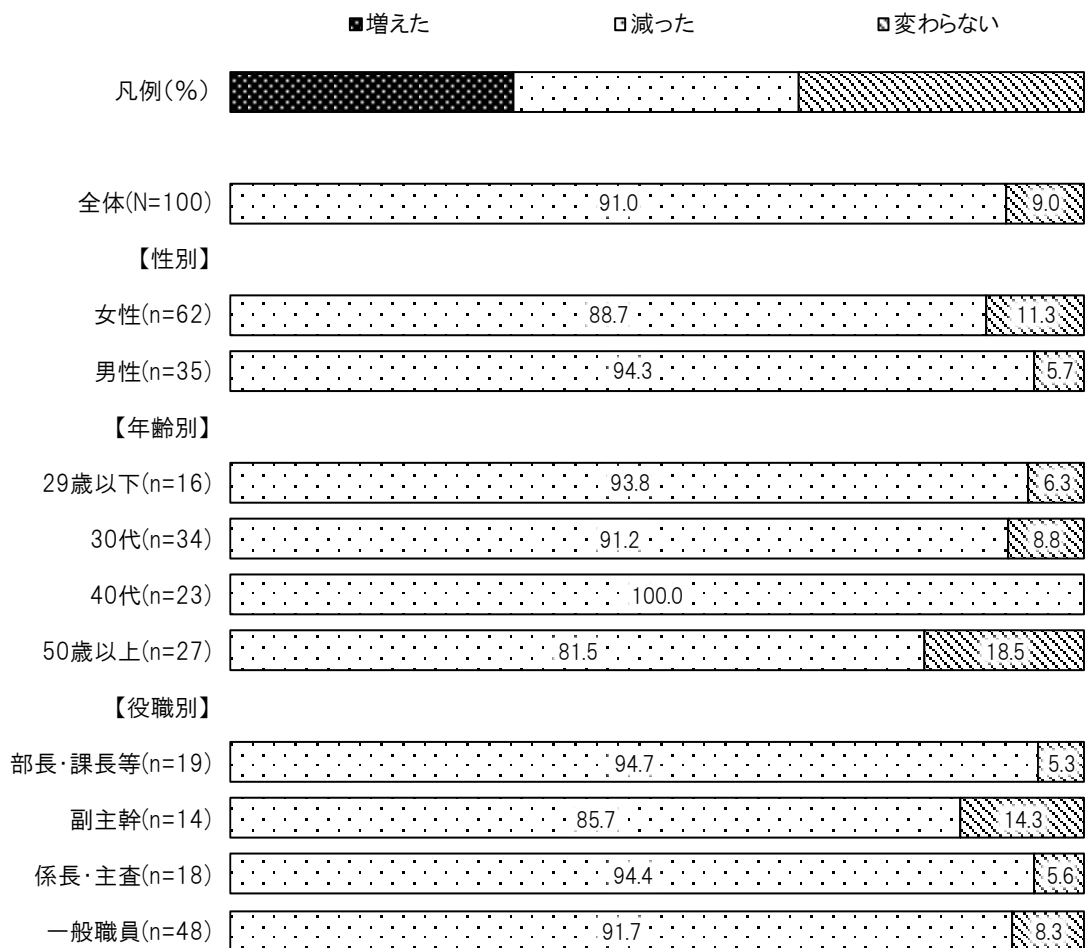 増えた 減った 変わらない
凡例(%)
全体(N=100) 91.0 9.0
【性別】
女性(n=62) 88.7 11.3
男性(n=35) 94.3 5.7
【年齢別】
29歳以下(n=16) 93.8 6.3
30代(n=34) 91.2 8.8
40代(n=23) 100.0
50歳以上(n=27) 81.5 18.5
【役職別】
部長・課長等(n=19) 94.7 5.3
副主幹(n=14) 85.7 14.3
係長・主査(n=18) 94.4 5.6
一般職員(n=48) 91.7 8.3